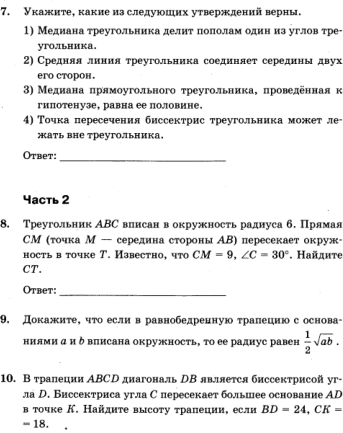 7. Укажите, какие из следующих утверждений верны.
1) Медиана треугольника делит пополам один из углов тре-
угольника.
2) Средняя линия треугольника соединяет середины двух
его сторон.
3) Медиана прямоугольного треугольника, проведённая к
гипотенузе, равна ее половине.
4) Точка пересечения биссектрис треугольника может ле-
жать вне треугольника.
Ответ:
Часть 2
8. Треугольник ABC вписан в окружность радиуса 6. Прямая
CM (точка M — середина стороны AB) пересекает окруж-
ность в точке T. Известно, что CM = 9, ∠C = 30°. Найдите
CT.
Ответ:
9. Докажите, что если в равнобедренную трапецию с основа-
ниями a и b вписана окружность, то ее радиус равен 1/2 √ab .
10. В трапеции ABCD диагональ DB является биссектрисой уг-
ла D. Биссектриса угла C пересекает большее основание AD
в точке K. Найдите высоту трапеции, если BD = 24, CK =
= 18.